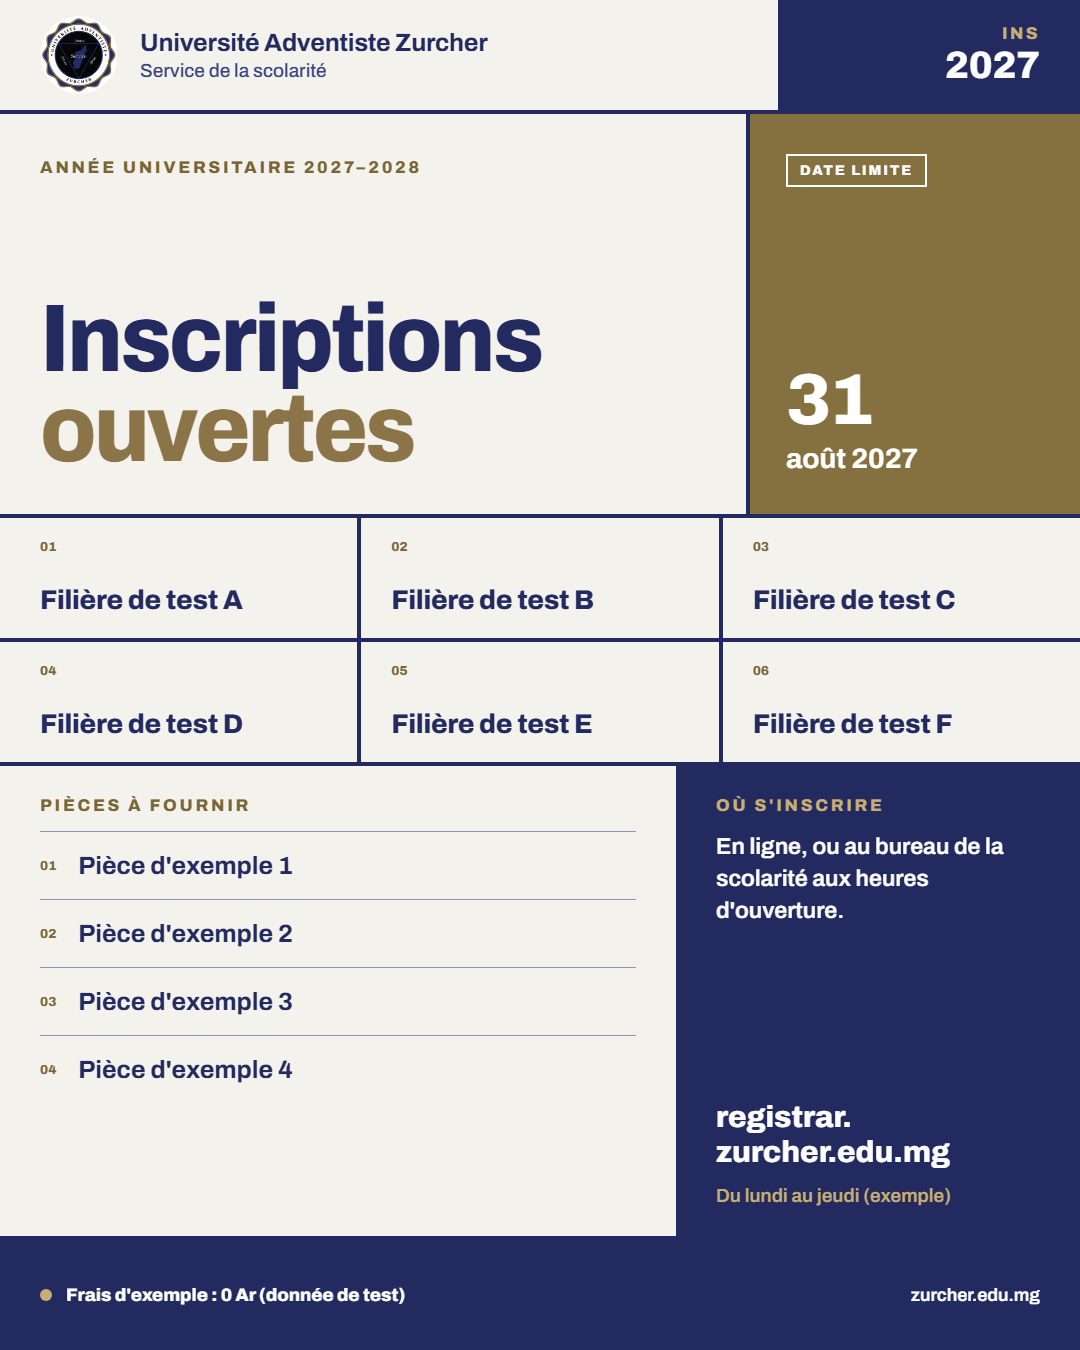 Université Adventiste Zurcher
Service de la scolarité
INS
2027
ANNÉE UNIVERSITAIRE 2027–2028
Inscriptions
ouvertes
DATE LIMITE
31
août 2027
01
Filière de test A
02
Filière de test B
03
Filière de test C
04
Filière de test D
05
Filière de test E
06
Filière de test F
PIÈCES À FOURNIR
01 Pièce d'exemple 1
02 Pièce d'exemple 2
03 Pièce d'exemple 3
04 Pièce d'exemple 4
OÙ S'INSCRIRE
En ligne, ou au bureau de la
scolarité aux heures
d'ouverture.
registrar.
zurcher.edu.mg
Du lundi au jeudi (exemple)
Frais d'exemple : 0 Ar (donnée de test)
zurcher.edu.mg